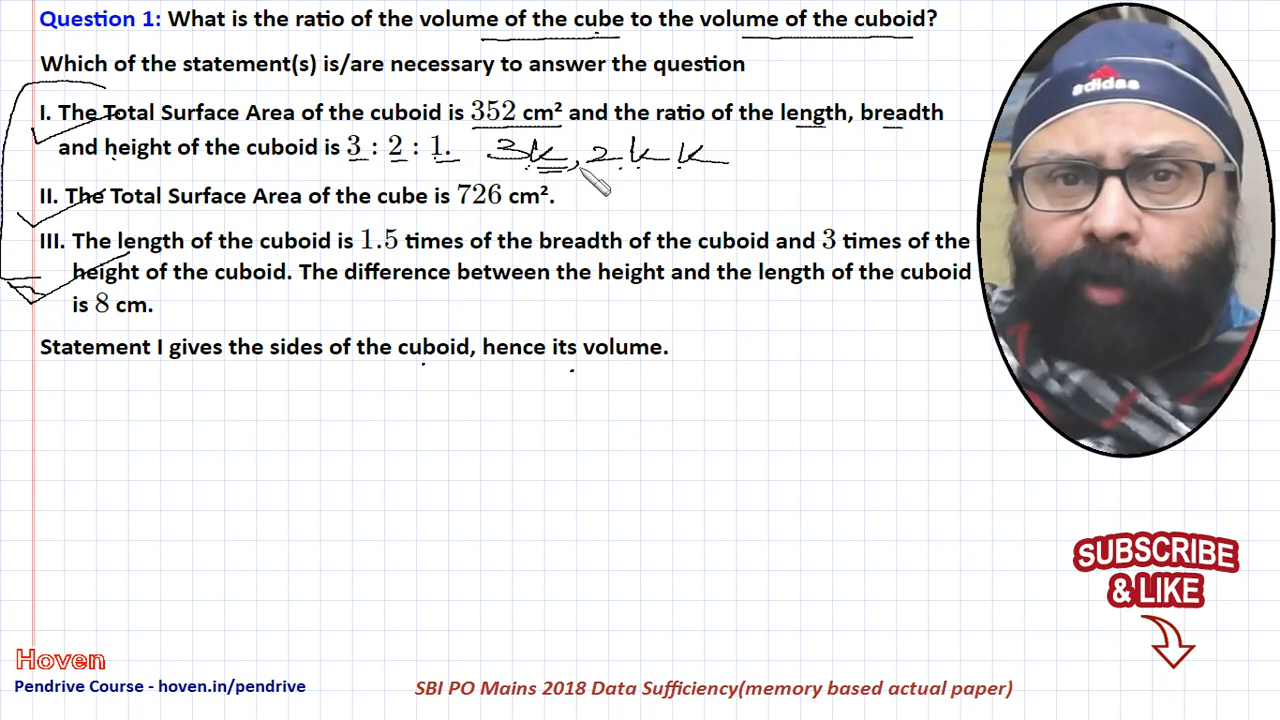 Question 1: What is the ratio of the volume of the cube to the volume of the cuboid?
Which of the statement(s) is/are necessary to answer the question
I. The Total Surface Area of the cuboid is 352 cm² and the ratio of the length, breadth
and height of the cuboid is 3 : 2 : 1. 3k, 2k k
II. The Total Surface Area of the cube is 726 cm².
III. The length of the cuboid is 1.5 times of the breadth of the cuboid and 3 times of the
height of the cuboid. The difference between the height and the length of the cuboid
is 8 cm.
Statement I gives the sides of the cuboid, hence its volume.
adidas
SUBSCRIBE
& LIKE
Hoven
Pendrive Course - hoven.in/pendrive
SBI PO Mains 2018 Data Sufficiency(memory based actual paper)